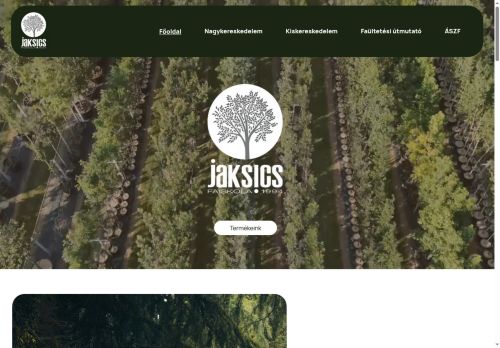 jaKSICS
Főoldal
Nagykereskedelem
Kiskereskedelem
Faültetési útmutató
ÁSZF
jaKSICS
FAISKOLA • 1994
Termékeink